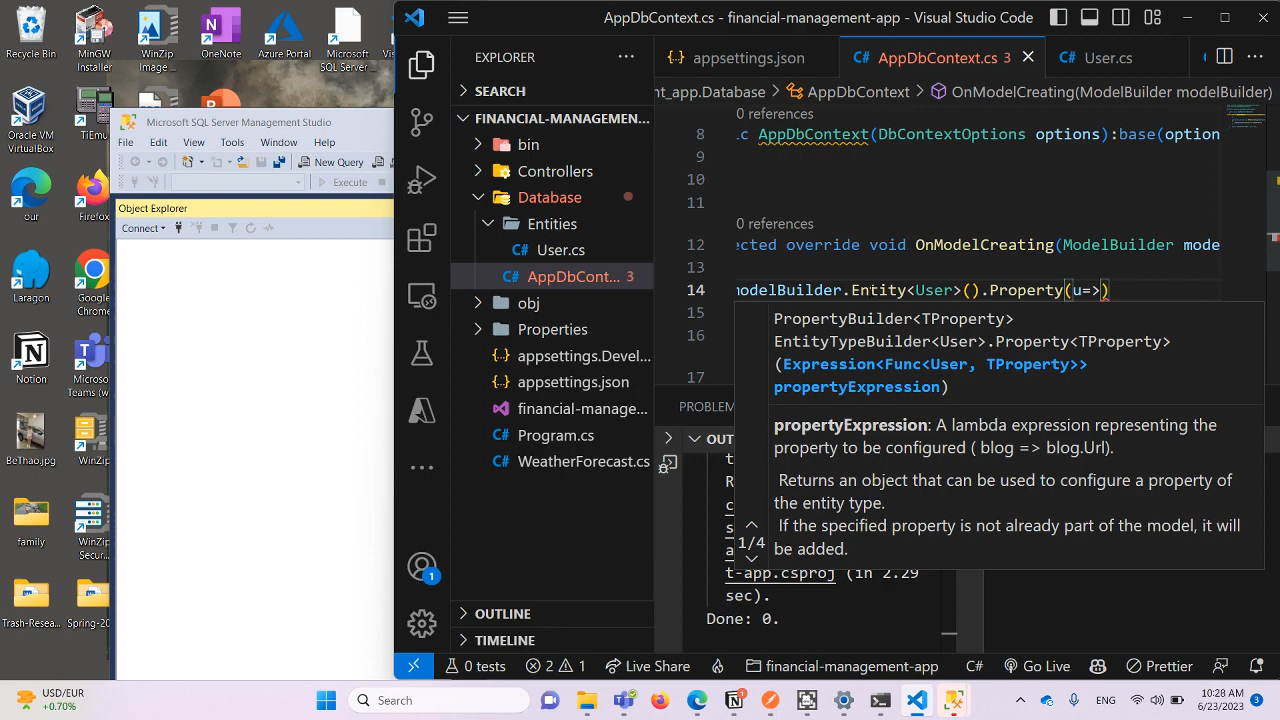 Recycle Bin
MinGW Installer
WinZip Image ...
OneNote
Azure Portal
Microsoft SQL Server ...
Oracle VM VirtualBox
TiEmu
our
Firefox
Laragon
Google
Notion
Micros...
Teams (w...
BeThao.jpg
WinZip
family
WinZip
Secur...
Trash-Resea...
Spring-20
Microsoft SQL Server Management Studio
File Edit View Tools Window Help
New Query
Execute
Object Explorer
Connect
AppDbContext.cs - financial-management-app - Visual Studio Code
EXPLORER
SEARCH
FINANCIAL-MANAGEMEN...
bin
Controllers
Database
Entities
User.cs
AppDbCont... 3
obj
Properties
appsettings.Devel...
appsettings.json
financial-manage...
Program.cs
WeatherForecast.cs
OUTLINE
TIMELINE
1
appsettings.json
AppDbContext.cs 3
User.cs
nt_app.Database > AppDbContext > OnModelCreating(ModelBuilder modelBuilder)
0 references
8 ic AppDbContext(DbContextOptions options):base(option
9
10
11
0 references
12 ected override void OnModelCreating(ModelBuilder mode
13
14 modelBuilder.Entity<User>().Property(u=>)
15
16
17
PropertyBuilder<TProperty>
EntityTypeBuilder<User>.Property<TProperty>
(Expression<Func<User, TProperty>>
propertyExpression)
propertyExpression: A lambda expression representing the
property to be configured ( blog => blog.Url).
Returns an object that can be used to configure a property of
the entity type.
If the specified property is not already part of the model, it will
be added.
1/4
PROBLEM
OUT
t-app.csproj (in 2.29
sec).
Done: 0.
0 tests 2 1 Live Share financial-management-app C# Go Live Prettier
USD/EUR
+0.70%
Search
ENG
10:28 AM
6/23/2023
3